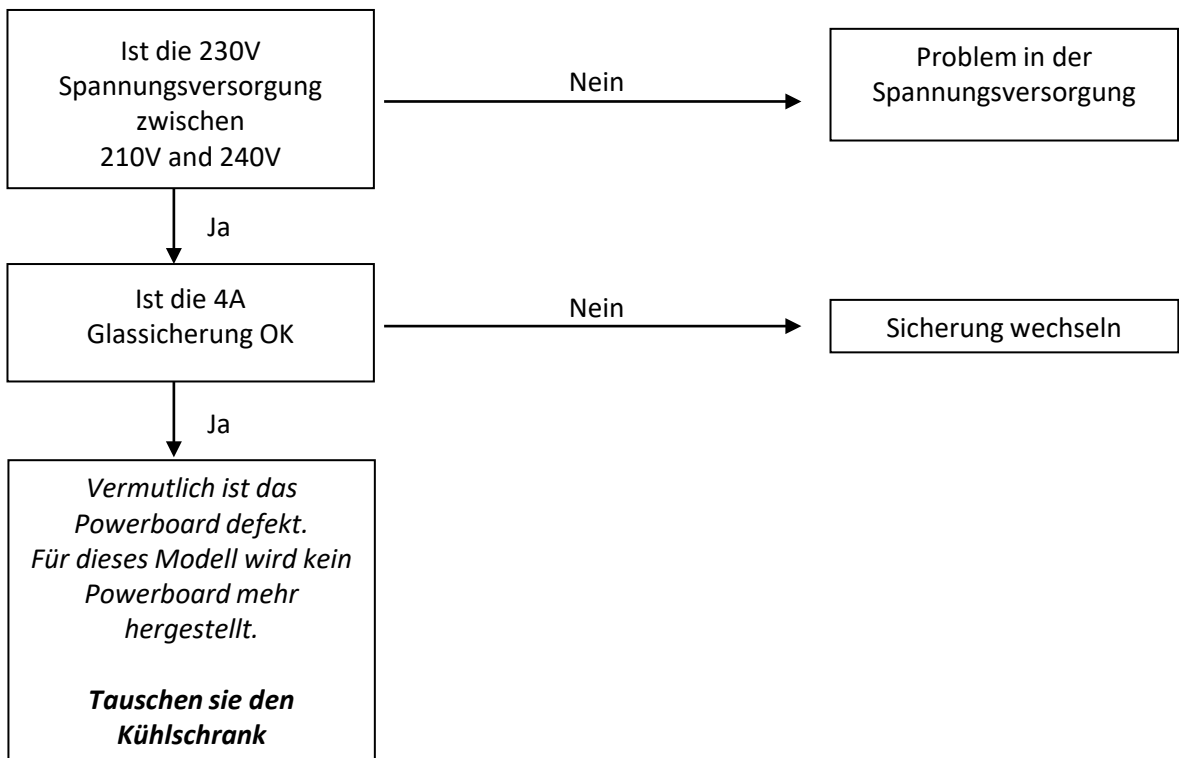 Ist die 230V
Spannungsversorgung
zwischen
210V and 240V
Nein
Problem in der
Spannungsversorgung
Ja
Ist die 4A
Glassicherung OK
Nein
Sicherung wechseln
Ja
Vermutlich ist das
Powerboard defekt.
Für dieses Modell wird kein
Powerboard mehr
hergestellt.
Tauschen sie den
Kühlschrank